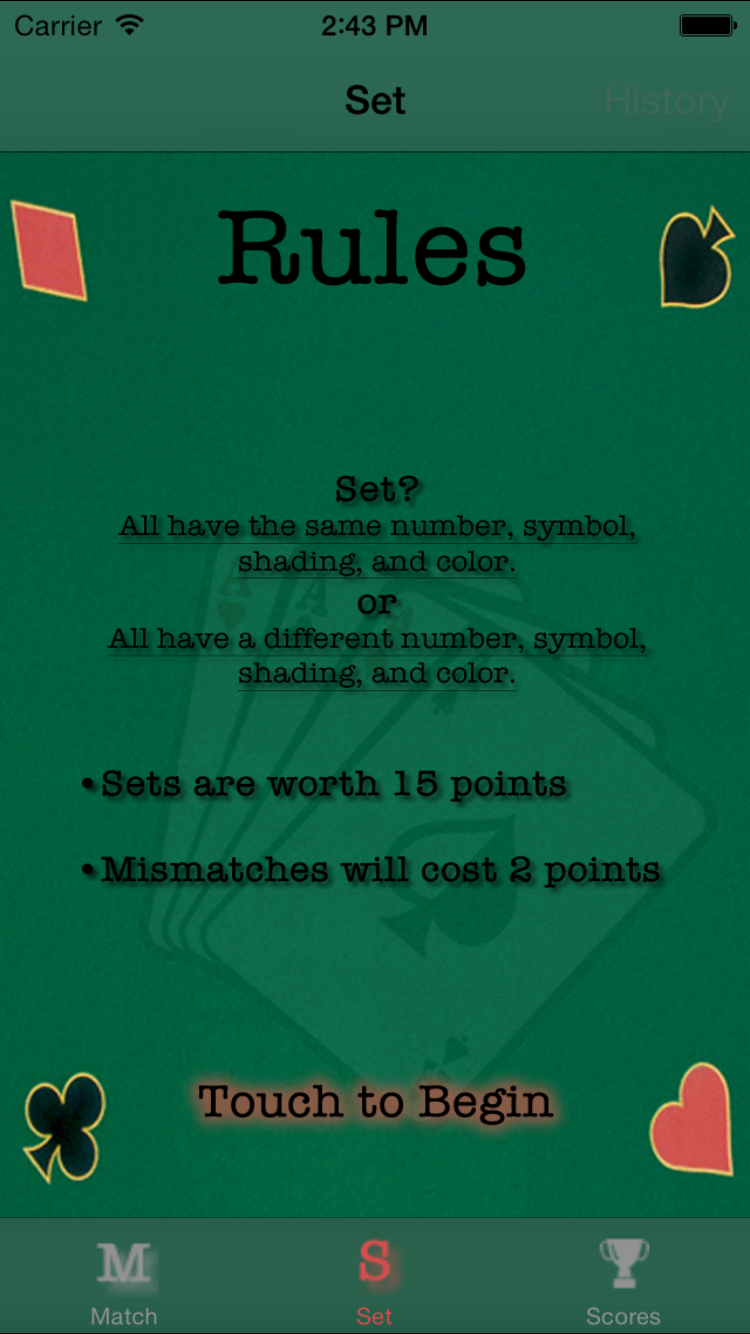 Carrier 2:43 PM
Set History
Rules
Set?
All have the same number, symbol,
shading, and color.
or
All have a different number, symbol,
shading, and color.
•Sets are worth 15 points
•Mismatches will cost 2 points
Touch to Begin
M S
Match Set Scores